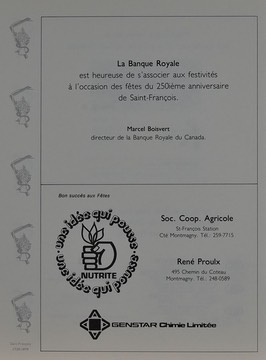 La Banque Royale
est heureuse de s'associer aux festivités
à l'occasion des fêtes du 250ième anniversaire
de Saint-François.
Marcel Boisvert
directeur de la Banque Royale du Canada.
Bon succès aux Fêtes
une idée qui pousse
une idée qui pousse
NUTRITE
Soc. Coop. Agricole
St-François Station
Cté Montmagny. Tél.: 259-7715
René Proulx
495 Chemin du Coteau
Montmagny. Tél.: 248-0589
GENSTAR Chimie Limitée